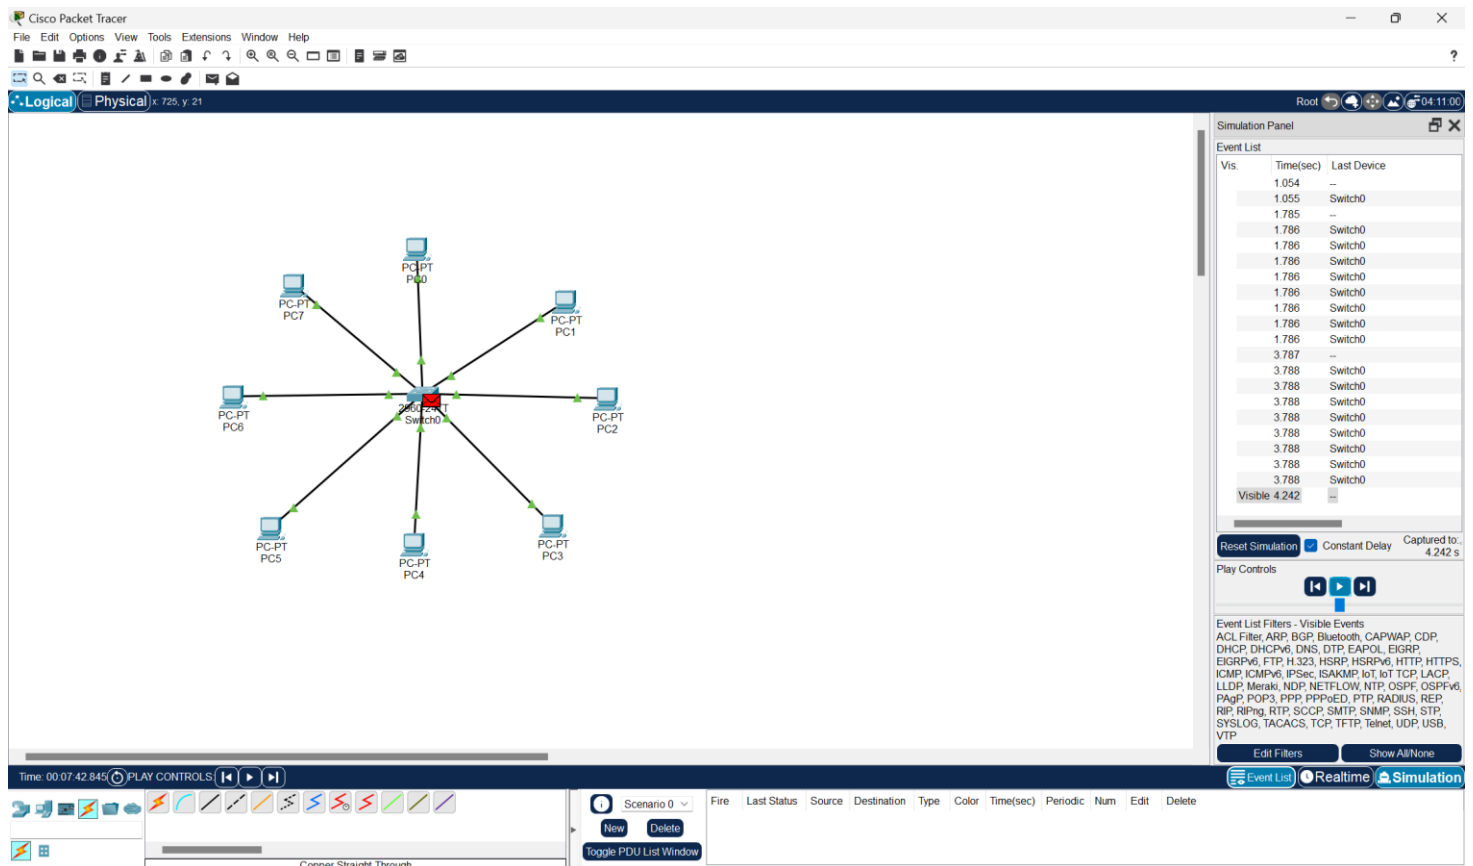 Cisco Packet Tracer
File Edit Options View Tools Extensions Window Help
?
Logical Physical x: 725, y: 21
Root 04:11:00
PC-PT
PC0
PC-PT
PC7
PC-PT
PC1
PC-PT
PC6
2960-24TT
Switch0
PC-PT
PC2
PC-PT
PC5
PC-PT
PC4
PC-PT
PC3
Simulation Panel
Event List
Vis. Time(sec) Last Device
1.054 --
1.055 Switch0
1.785 --
1.786 Switch0
1.786 Switch0
1.786 Switch0
1.786 Switch0
1.786 Switch0
1.786 Switch0
1.786 Switch0
1.786 Switch0
3.787 --
3.788 Switch0
3.788 Switch0
3.788 Switch0
3.788 Switch0
3.788 Switch0
3.788 Switch0
3.788 Switch0
3.788 Switch0
Visible 4.242 --
Reset Simulation Constant Delay Captured to:
4.242 s
Play Controls
Event List Filters - Visible Events
ACL Filter, ARP, BGP, Bluetooth, CAPWAP, CDP,
DHCP, DHCPv6, DNS, DTP, EAPOL, EIGRP,
EIGRPv6, FTP, H.323, HSRP, HSRPv6, HTTP, HTTPS,
ICMP, ICMPv6, IPSec, ISAKMP, IoT, IoT TCP, LACP,
LLDP, Meraki, NDP, NETFLOW, NTP, OSPF, OSPFv6,
PAgP, POP3, PPP, PPPoED, PTP, RADIUS, REP,
RIP, RIPng, RTP, SCCP, SMTP, SNMP, SSH, STP,
SYSLOG, TACACS, TCP, TFTP, Telnet, UDP, USB,
VTP
Edit Filters Show All/None
Time: 00:07:42.845 PLAY CONTROLS:
Event List Realtime Simulation
Scenario 0
New Delete
Toggle PDU List Window
Fire Last Status Source Destination Type Color Time(sec) Periodic Num Edit Delete
Copper Straight-Through